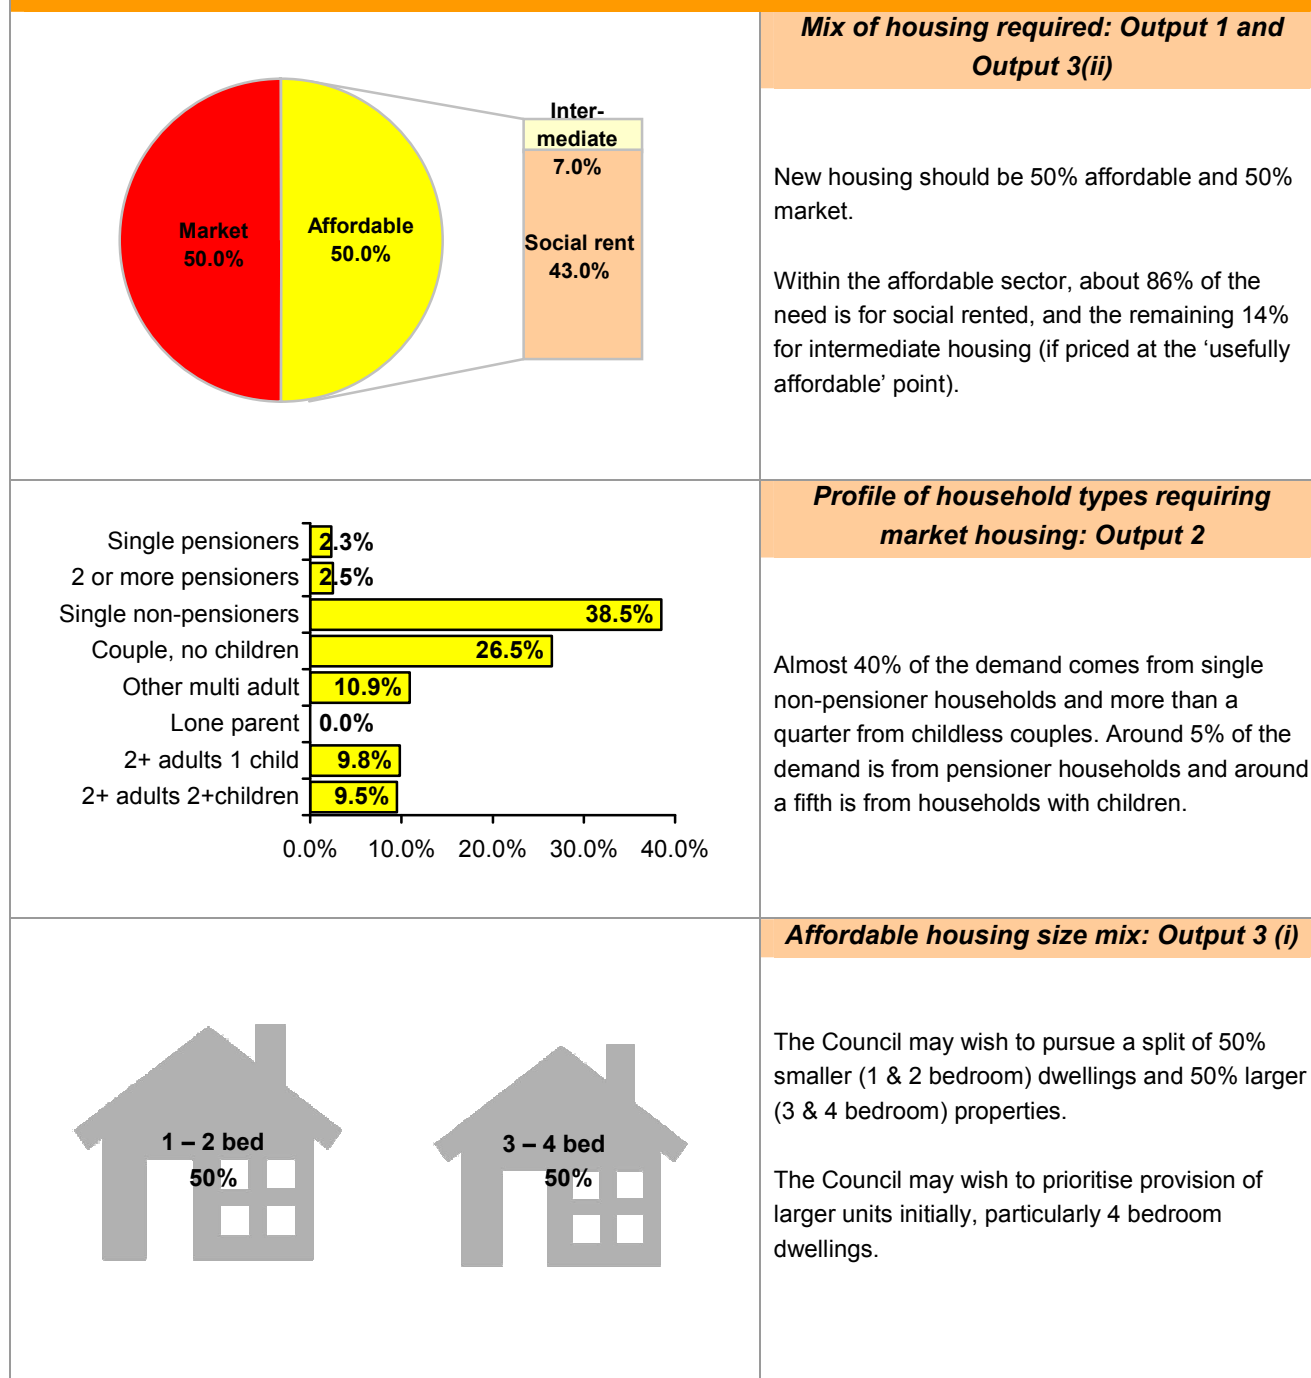 Mix of housing required: Output 1 and
Output 3(ii)
Market
50.0%
Affordable
50.0%
Inter-
mediate
7.0%
Social rent
43.0%
New housing should be 50% affordable and 50%
market.
Within the affordable sector, about 86% of the
need is for social rented, and the remaining 14%
for intermediate housing (if priced at the ‘usefully
affordable’ point).
Profile of household types requiring
market housing: Output 2
Single pensioners 2.3%
2 or more pensioners 2.5%
Single non-pensioners 38.5%
Couple, no children 26.5%
Other multi adult 10.9%
Lone parent 0.0%
2+ adults 1 child 9.8%
2+ adults 2+children 9.5%
0.0% 10.0% 20.0% 30.0% 40.0%
Almost 40% of the demand comes from single
non-pensioner households and more than a
quarter from childless couples. Around 5% of the
demand is from pensioner households and around
a fifth is from households with children.
Affordable housing size mix: Output 3 (i)
1 – 2 bed
50%
3 – 4 bed
50%
The Council may wish to pursue a split of 50%
smaller (1 & 2 bedroom) dwellings and 50% larger
(3 & 4 bedroom) properties.
The Council may wish to prioritise provision of
larger units initially, particularly 4 bedroom
dwellings.